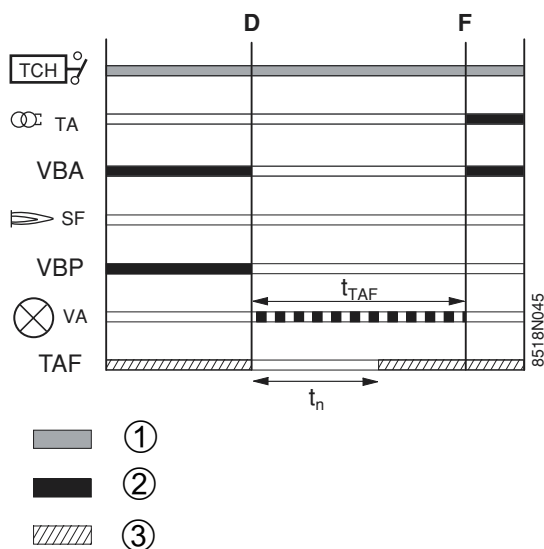 D F
TCH
TA
VBA
SF
VBP
tTAF
VA
TAF
tn
8518N045
1
2
3